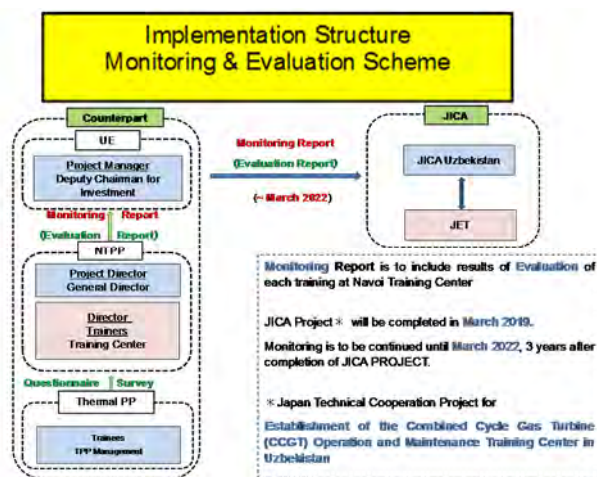 Implementation Structure
Monitoring & Evaluation Scheme
Counterpart
UE
Project Manager
Deputy Chairman for
Investment
Monitoring Report
(Evaluation Report)
NTPP
Project Director
General Director
Director
Trainers
Training Center
Questionnaire Survey
Thermal PP
Trainees
TPP Management
Monitoring Report
(Evaluation Report)
(~ March 2022)
JICA
JICA Uzbekistan
JET
Monitoring Report is to include results of Evaluation of
each training at Navoi Training Center
JICA Project＊ will be completed in March 2019.
Monitoring is to be continued until March 2022, 3 years after
completion of JICA PROJECT.
＊Japan Technical Cooperation Project for
Establishment of the Combined Cycle Gas Turbine
(CCGT) Operation and Maintenance Training Center in
Uzbekistan